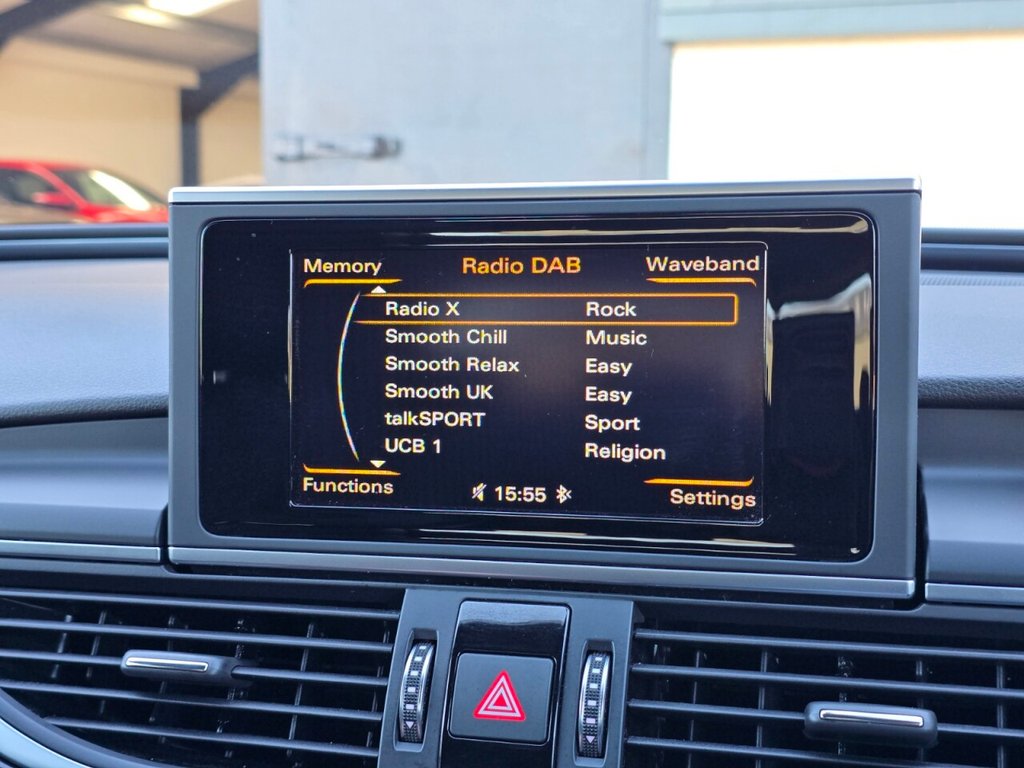 Memory Radio DAB Waveband
Radio X Rock
Smooth Chill Music
Smooth Relax Easy
Smooth UK Easy
talkSPORT Sport
UCB 1 Religion
Functions 15:55 Settings